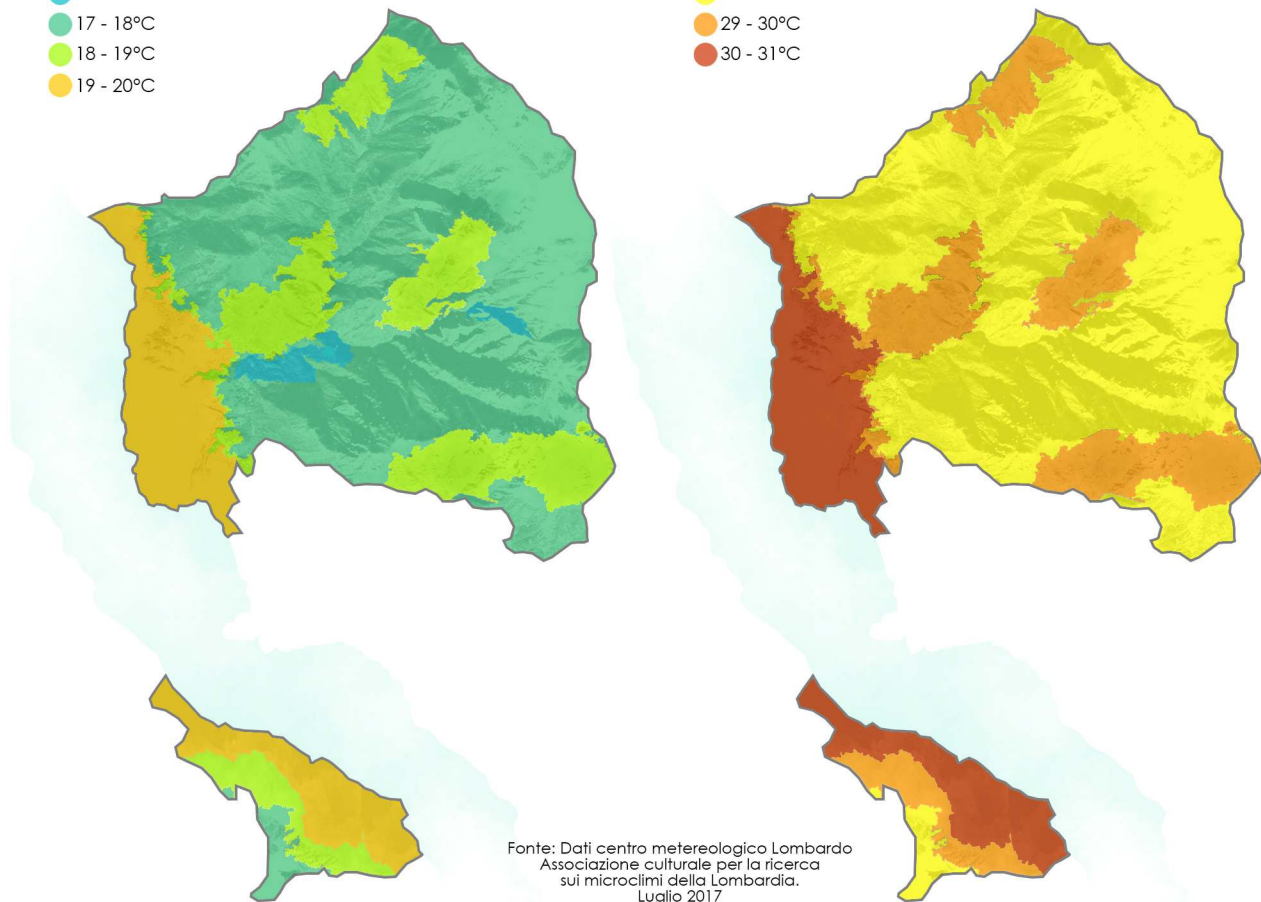 17 - 18°C
18 - 19°C
19 - 20°C
29 - 30°C
30 - 31°C
Fonte: Dati centro metereologico Lombardo
Associazione culturale per la ricerca
sui microclimi della Lombardia.
Luglio 2017